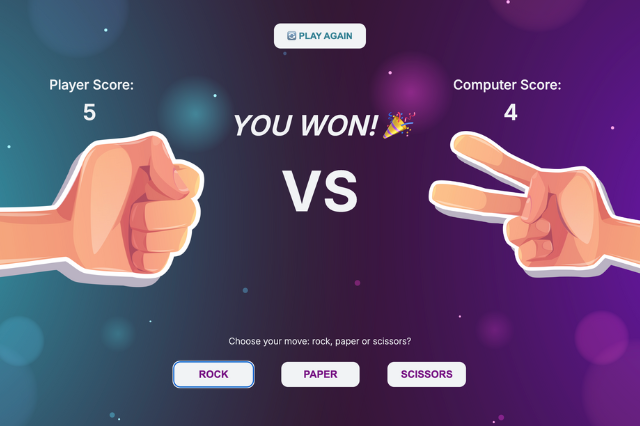 PLAY AGAIN
Player Score:
5
Computer Score:
4
YOU WON! 🎉
VS
Choose your move: rock, paper or scissors?
ROCK
PAPER
SCISSORS